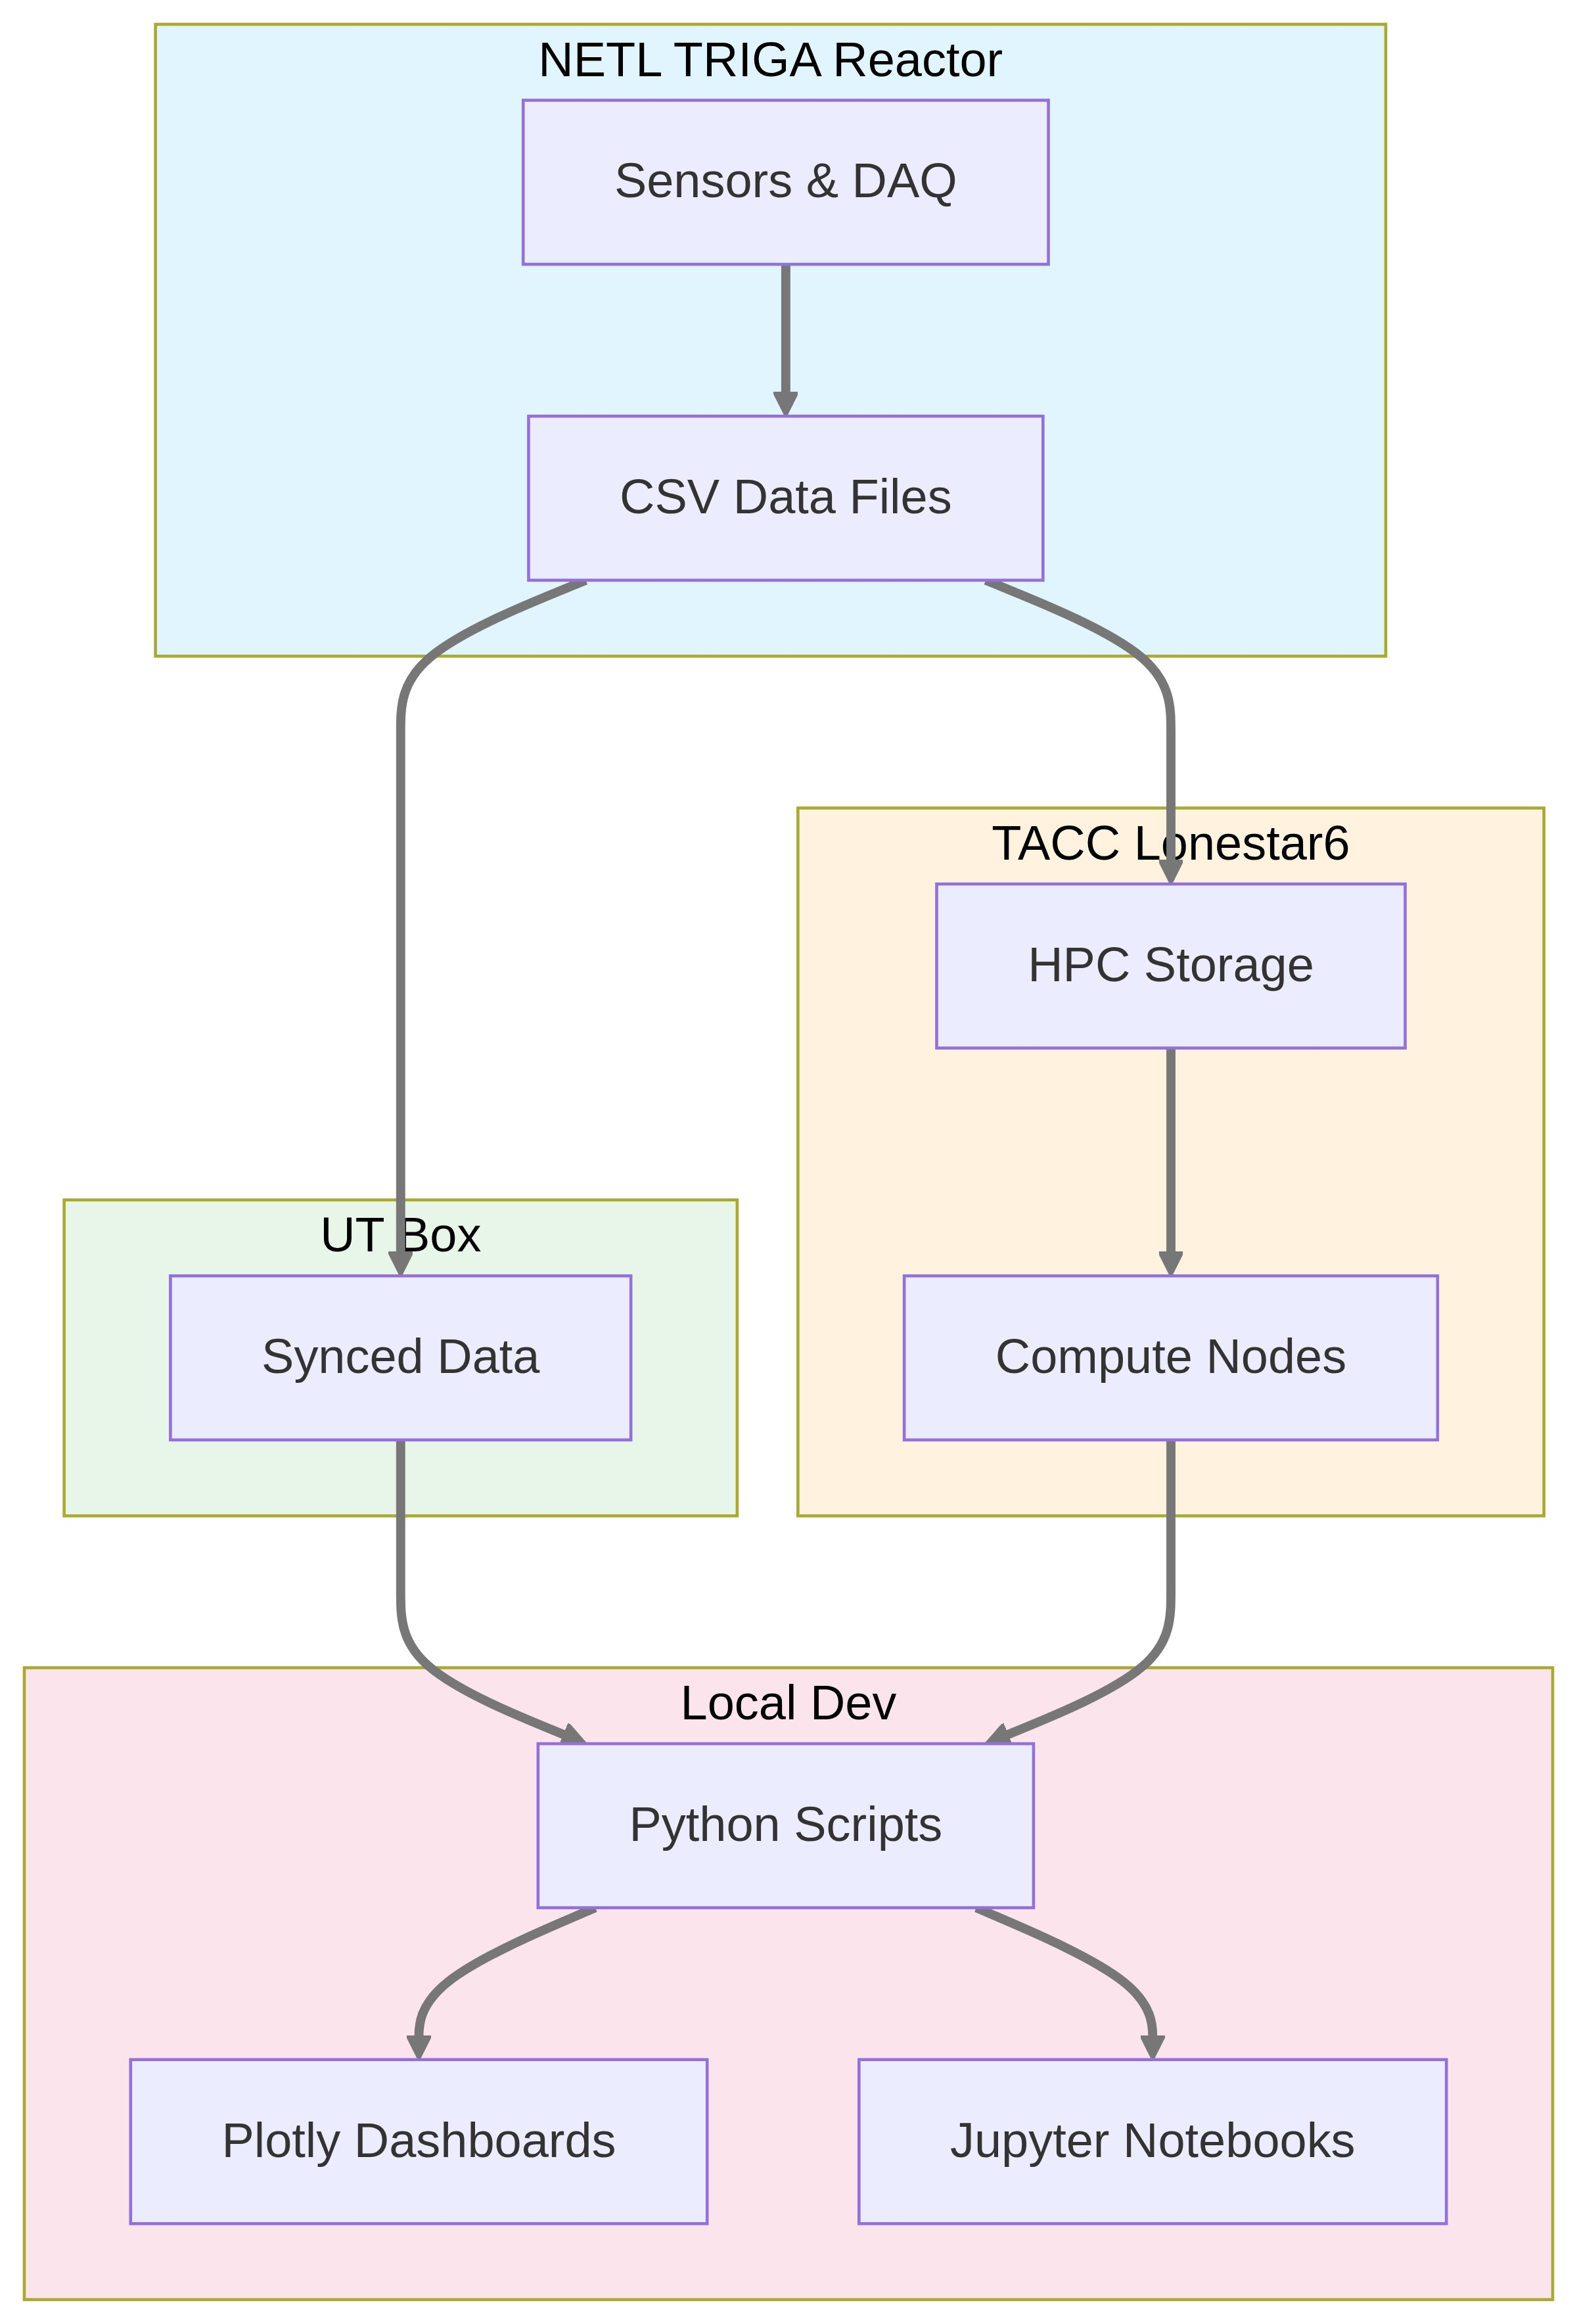 NETL TRIGA Reactor
Sensors & DAQ
CSV Data Files
TACC Lonestar6
HPC Storage
UT Box
Synced Data
Compute Nodes
Local Dev
Python Scripts
Plotly Dashboards
Jupyter Notebooks